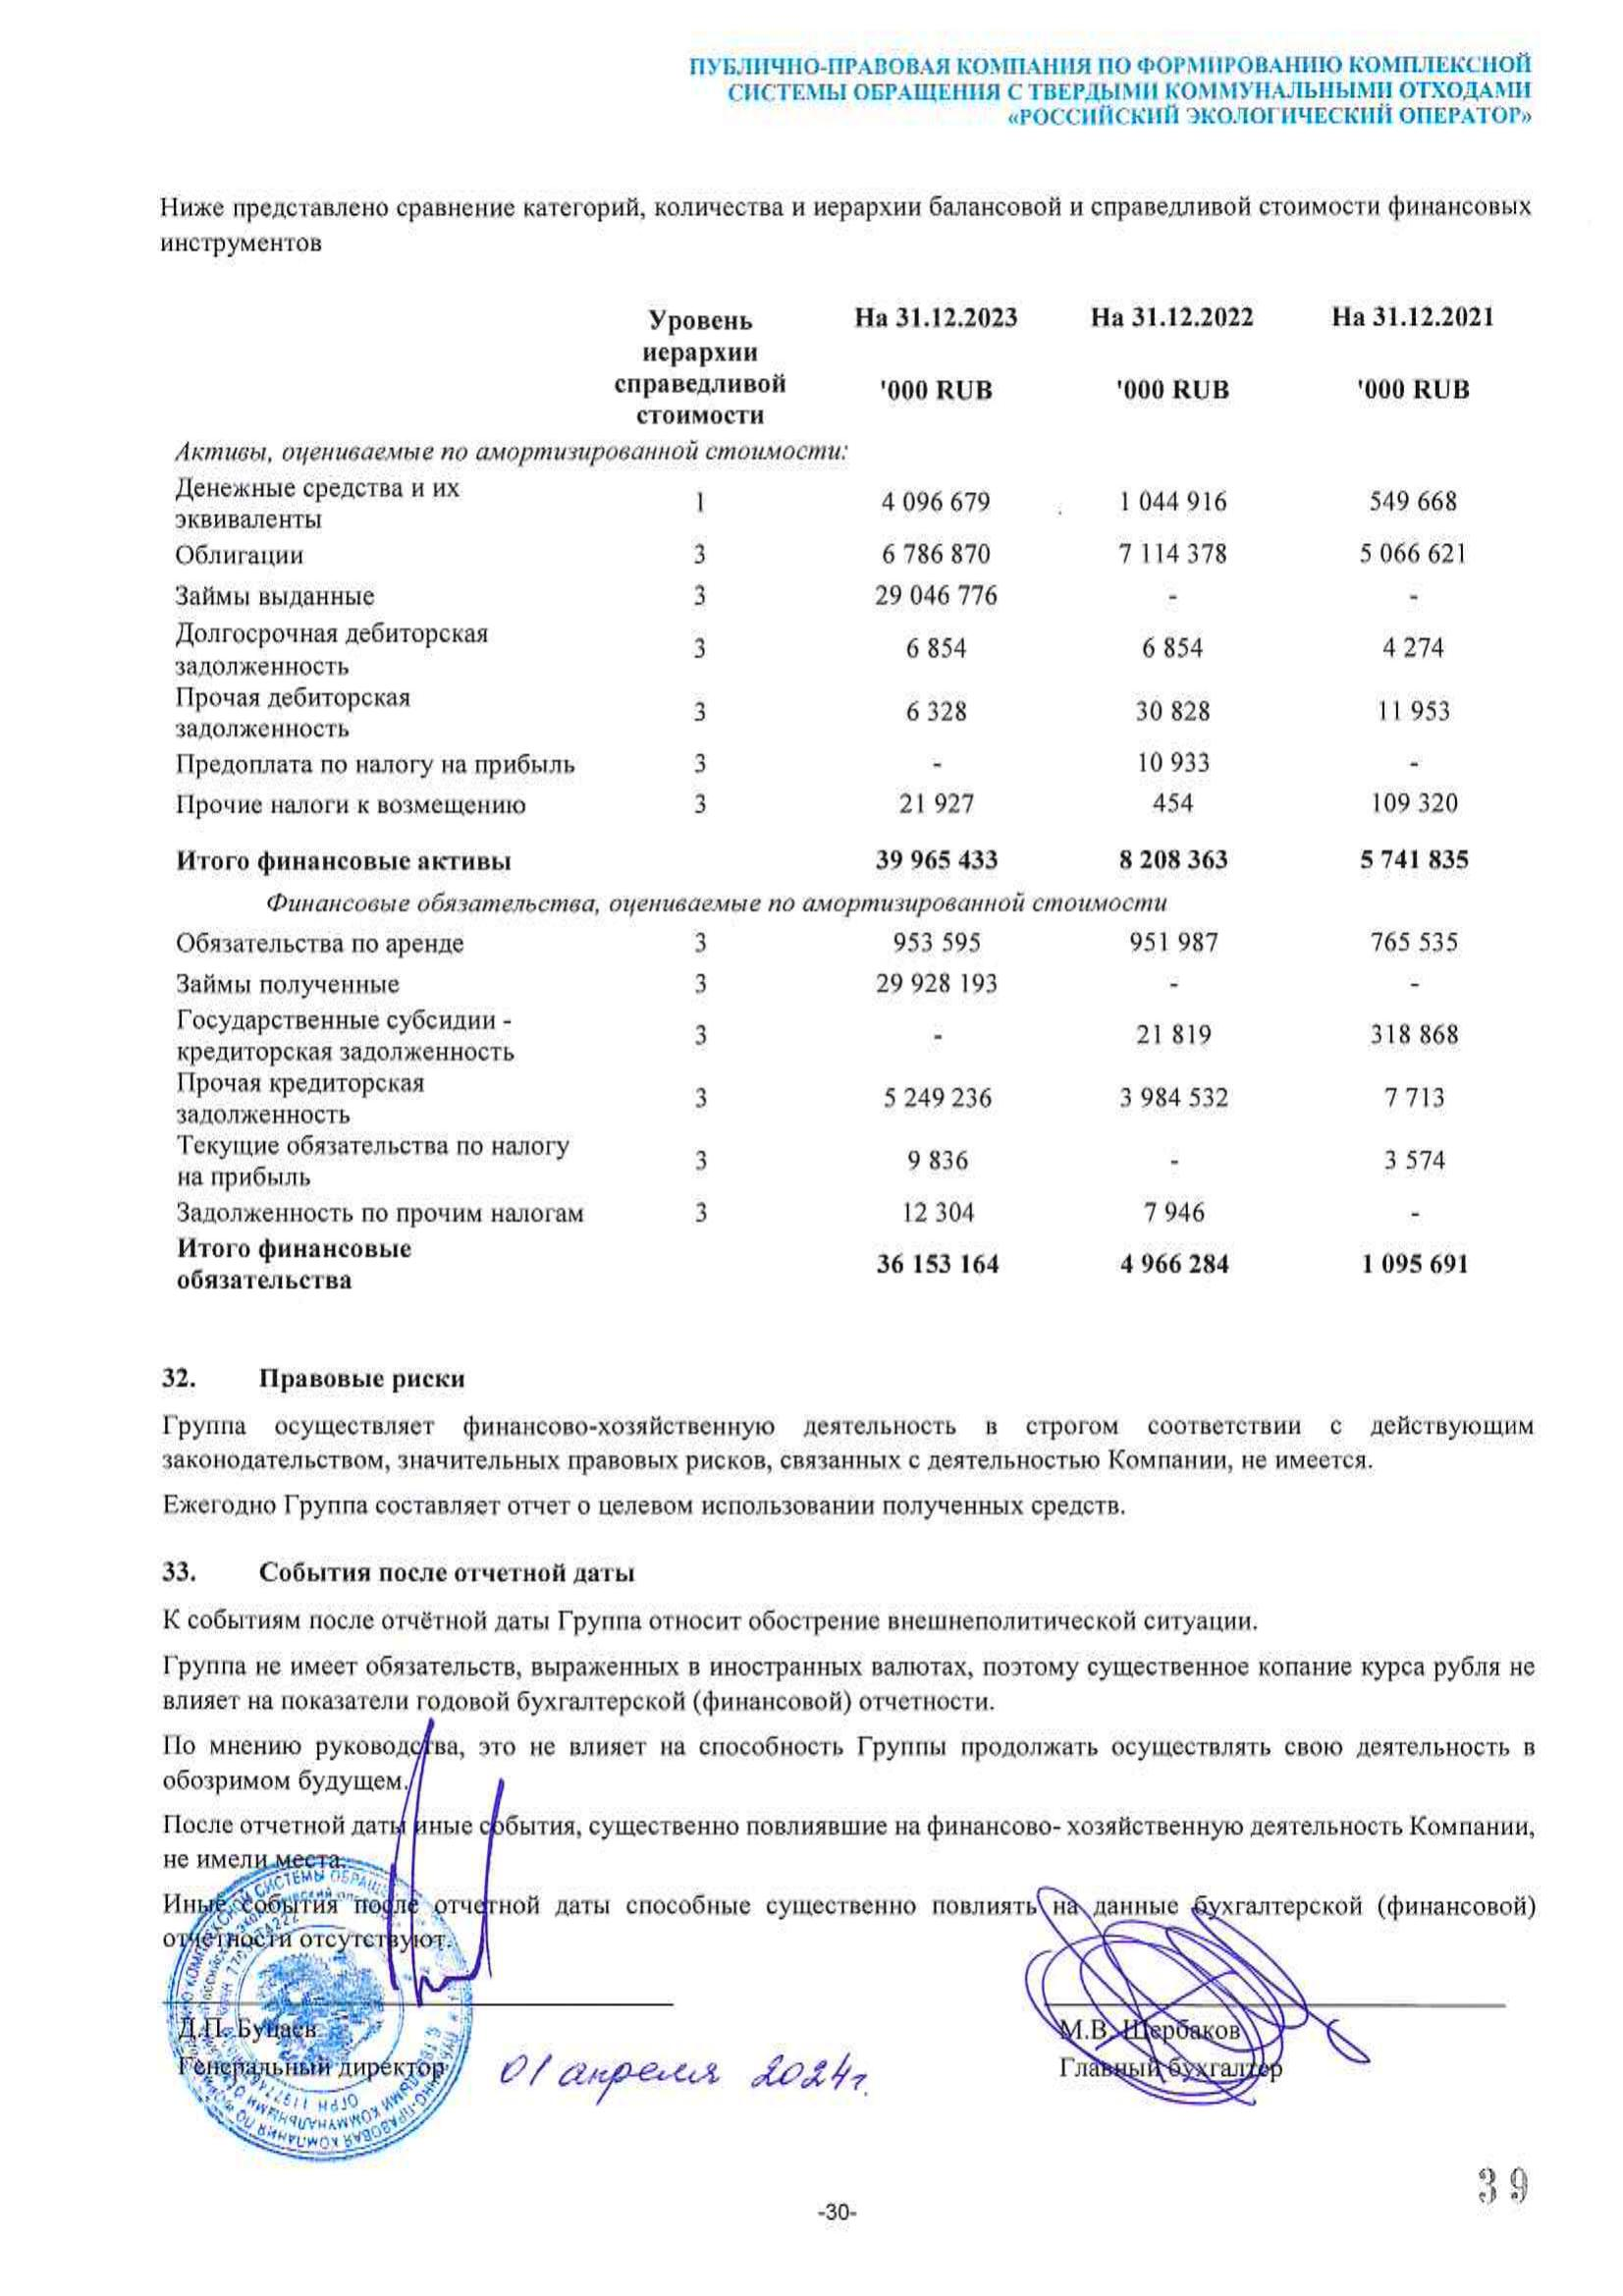 ПУБЛИЧНО-ПРАВОВАЯ КОМПАНИЯ ПО ФОРМИРОВАНИЮ КОМПЛЕКСНОЙ
СИСТЕМЫ ОБРАЩЕНИЯ С ТВЕРДЫМИ КОММУНАЛЬНЫМИ ОТХОДАМИ
«РОССИЙСКИЙ ЭКОЛОГИЧЕСКИЙ ОПЕРАТОР»
Ниже представлено сравнение категорий, количества и иерархии балансовой и справедливой стоимости финансовых
инструментов
Уровень иерархии справедливой стоимости На 31.12.2023 '000 RUB На 31.12.2022 '000 RUB На 31.12.2021 '000 RUB
Активы, оцениваемые по амортизированной стоимости:
Денежные средства и их эквиваленты 1 4 096 679 1 044 916 549 668
Облигации 3 6 786 870 7 114 378 5 066 621
Займы выданные 3 29 046 776 - -
Долгосрочная дебиторская задолженность 3 6 854 6 854 4 274
Прочая дебиторская задолженность 3 6 328 30 828 11 953
Предоплата по налогу на прибыль 3 - 10 933 -
Прочие налоги к возмещению 3 21 927 454 109 320
Итого финансовые активы 39 965 433 8 208 363 5 741 835
Финансовые обязательства, оцениваемые по амортизированной стоимости
Обязательства по аренде 3 953 595 951 987 765 535
Займы полученные 3 29 928 193 - -
Государственные субсидии - кредиторская задолженность 3 - 21 819 318 868
Прочая кредиторская задолженность 3 5 249 236 3 984 532 7 713
Текущие обязательства по налогу на прибыль 3 9 836 - 3 574
Задолженность по прочим налогам 3 12 304 7 946 -
Итого финансовые обязательства 36 153 164 4 966 284 1 095 691
32. Правовые риски
Группа осуществляет финансово-хозяйственную деятельность в строгом соответствии с действующим
законодательством, значительных правовых рисков, связанных с деятельностью Компании, не имеется.
Ежегодно Группа составляет отчет о целевом использовании полученных средств.
33. События после отчетной даты
К событиям после отчётной даты Группа относит обострение внешнеполитической ситуации.
Группа не имеет обязательств, выраженных в иностранных валютах, поэтому существенное копание курса рубля не
влияет на показатели годовой бухгалтерской (финансовой) отчетности.
По мнению руководства, это не влияет на способность Группы продолжать осуществлять свою деятельность в
обозримом будущем.
После отчетной даты иные события, существенно повлиявшие на финансово- хозяйственную деятельность Компании,
не имели места.
Иные события после отчетной даты способные существенно повлиять на данные бухгалтерской (финансовой)
отчетности отсутствуют.
Д.П. Буцаев М.В. Щербаков
Генеральный директор 01 апреля 2024г. Главный бухгалтер
39
-30-